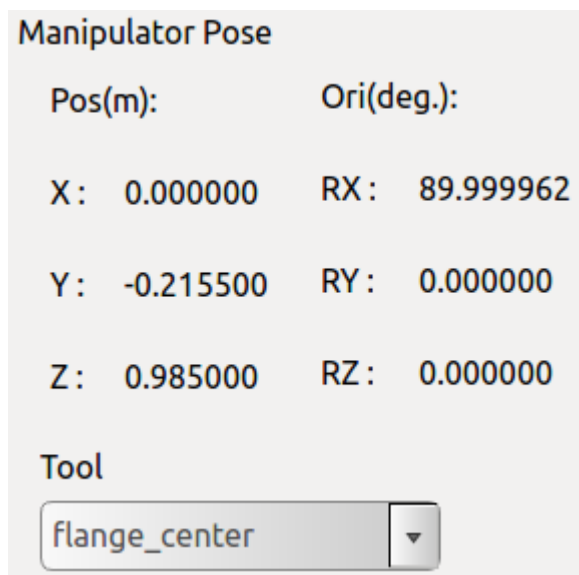 Manipulator Pose
Pos(m): Ori(deg.):
X : 0.000000 RX : 89.999962
Y : -0.215500 RY : 0.000000
Z : 0.985000 RZ : 0.000000
Tool
flange_center